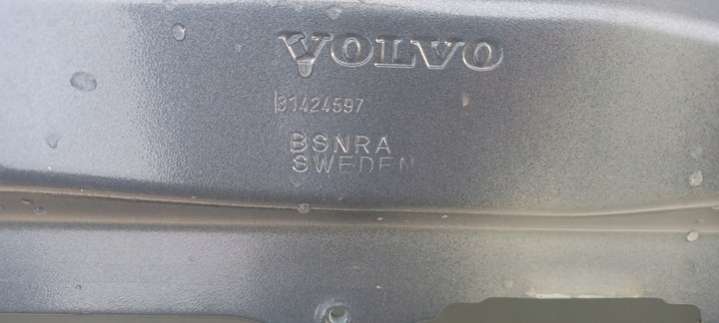 VOLVO
31424597
BSNRA
SWEDEN